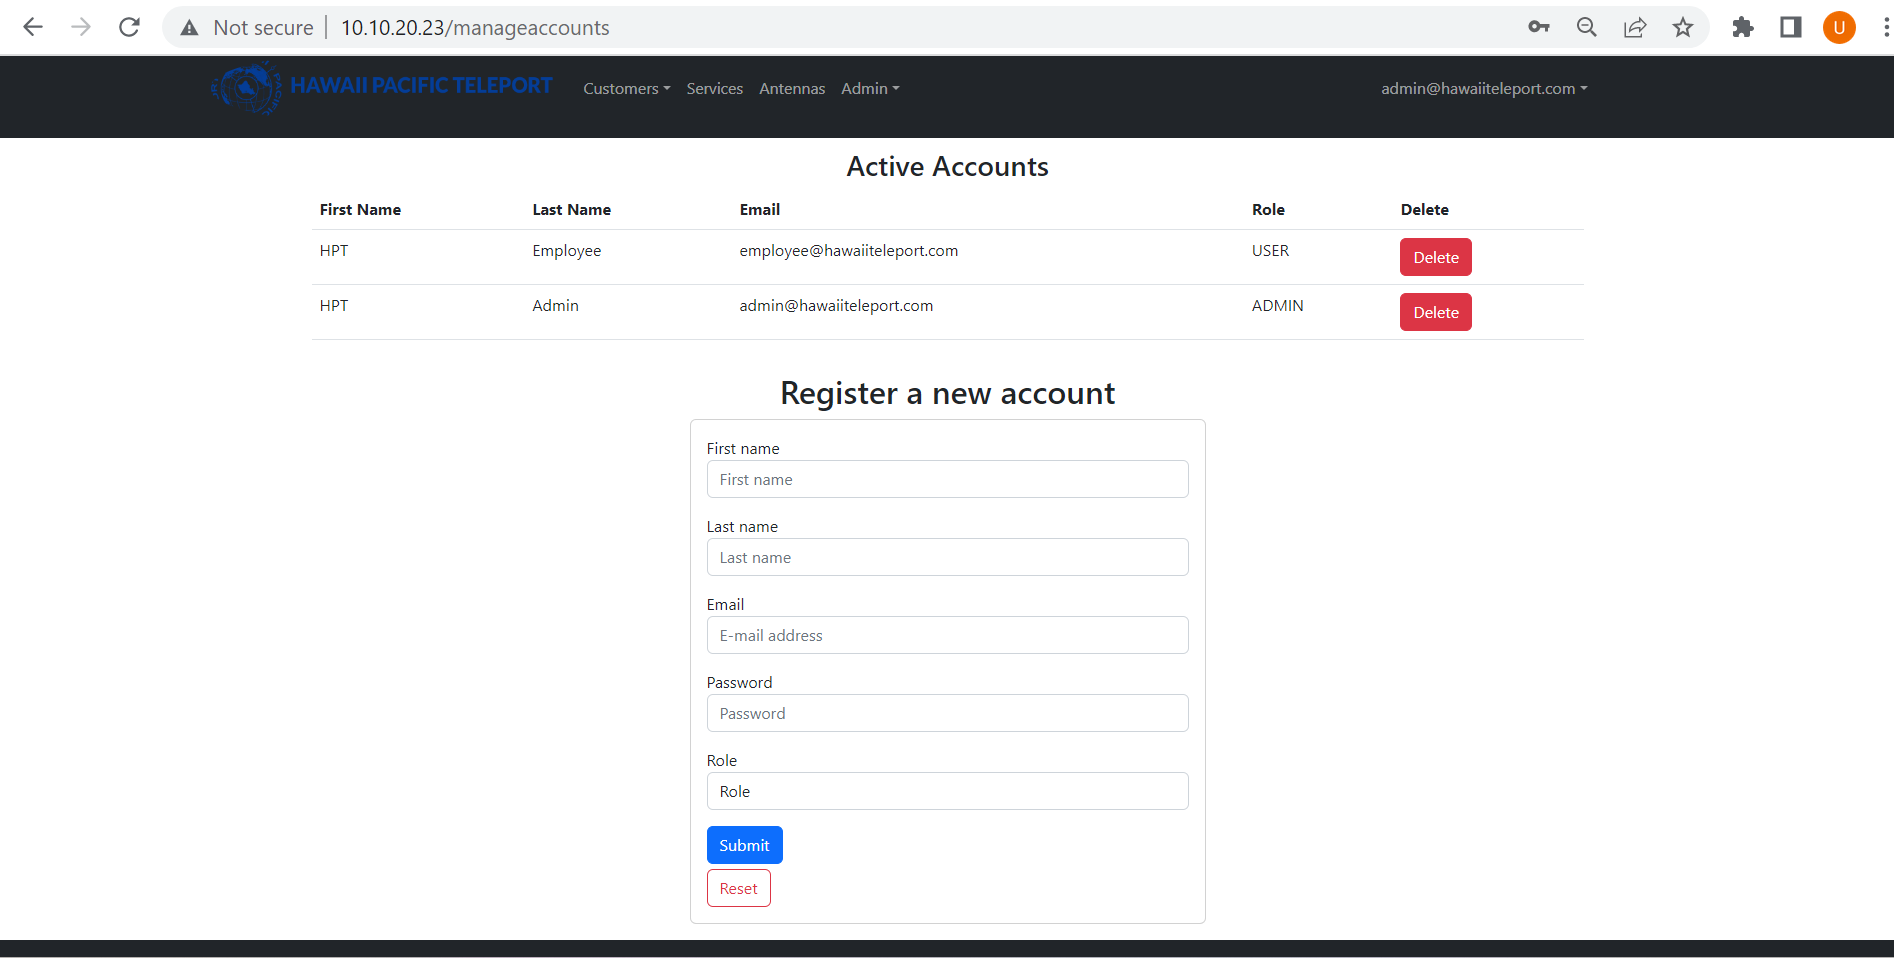 Not secure | 10.10.20.23/manageaccounts U
HAWAII PACIFIC TELEPORT Customers Services Antennas Admin admin@hawaiiteleport.com
Active Accounts
First Name Last Name Email Role Delete
HPT Employee employee@hawaiiteleport.com USER Delete
HPT Admin admin@hawaiiteleport.com ADMIN Delete
Register a new account
First name
First name
Last name
Last name
Email
E-mail address
Password
Password
Role
Role
Submit
Reset